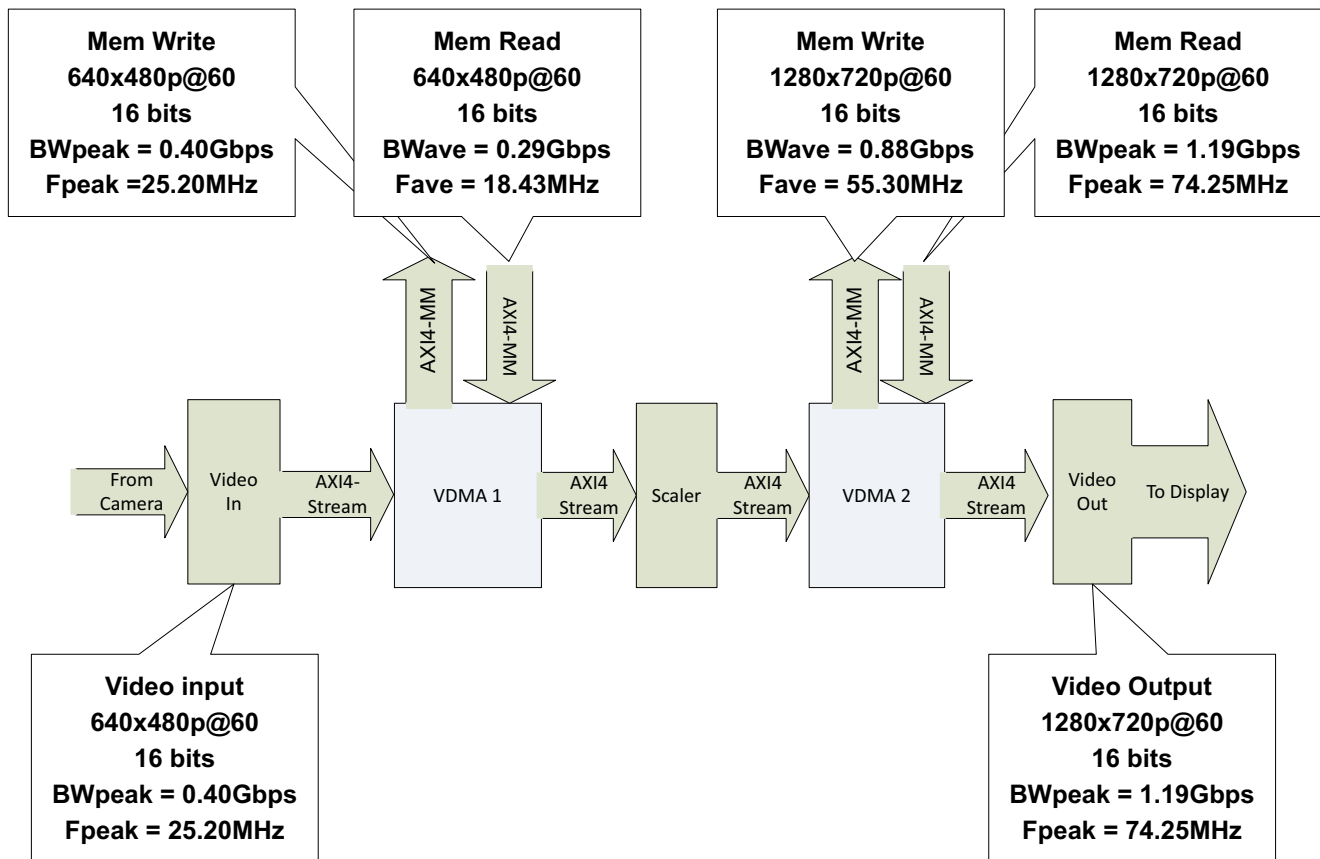 Mem Write
640x480p@60
16 bits
BWpeak = 0.40Gbps
Fpeak =25.20MHz
Mem Read
640x480p@60
16 bits
BWave = 0.29Gbps
Fave = 18.43MHz
Mem Write
1280x720p@60
16 bits
BWave = 0.88Gbps
Fave = 55.30MHz
Mem Read
1280x720p@60
16 bits
BWpeak = 1.19Gbps
Fpeak = 74.25MHz
AXI4-MM
AXI4-MM
AXI4-MM
AXI4-MM
From
Camera
Video
In
AXI4-
Stream
VDMA 1
AXI4
Stream
Scaler
AXI4
Stream
VDMA 2
AXI4
Stream
Video
Out
To Display
Video input
640x480p@60
16 bits
BWpeak = 0.40Gbps
Fpeak = 25.20MHz
Video Output
1280x720p@60
16 bits
BWpeak = 1.19Gbps
Fpeak = 74.25MHz